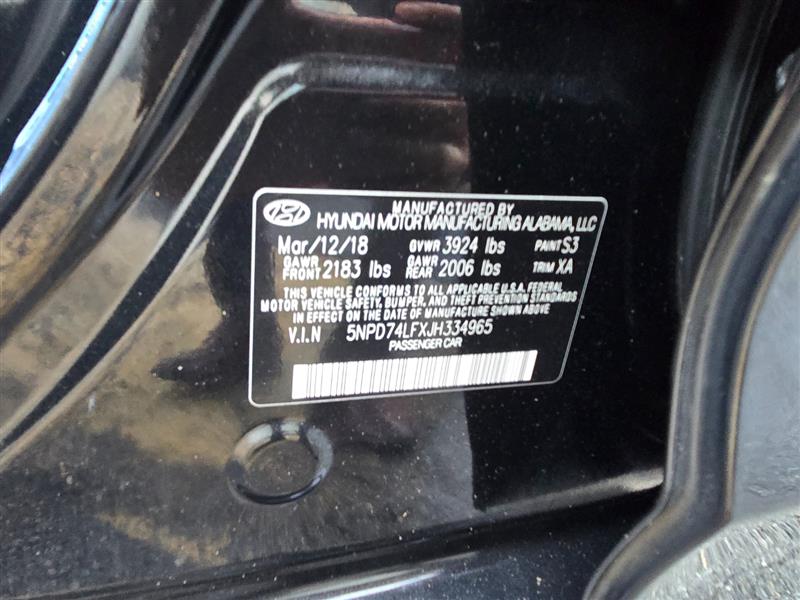 MANUFACTURED BY
HYUNDAI MOTOR MANUFACTURING ALABAMA, LLC
Mar/12/18 GVWR 3924 lbs PAINT S3
GAWR FRONT 2183 lbs GAWR REAR 2006 lbs TRIM XA
THIS VEHICLE CONFORMS TO ALL APPLICABLE U.S.A. FEDERAL
MOTOR VEHICLE SAFETY, BUMPER, AND THEFT PREVENTION STANDARDS
IN EFFECT ON THE DATE OF MANUFACTURE SHOWN ABOVE.
V.I.N 5NPD74LFXJH334965
PASSENGER CAR